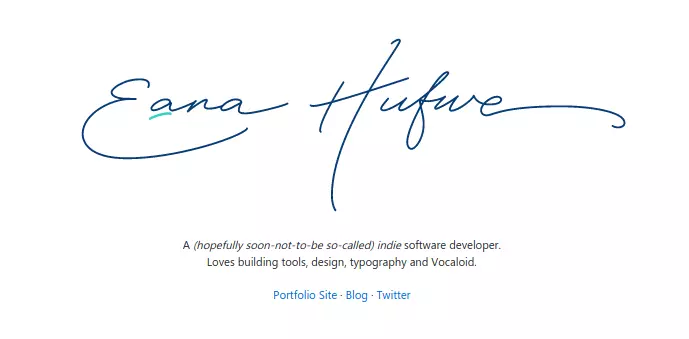 Eana Hufwe
A (hopefully soon-not-to-be so-called) indie software developer.
Loves building tools, design, typography and Vocaloid.
Portfolio Site · Blog · Twitter